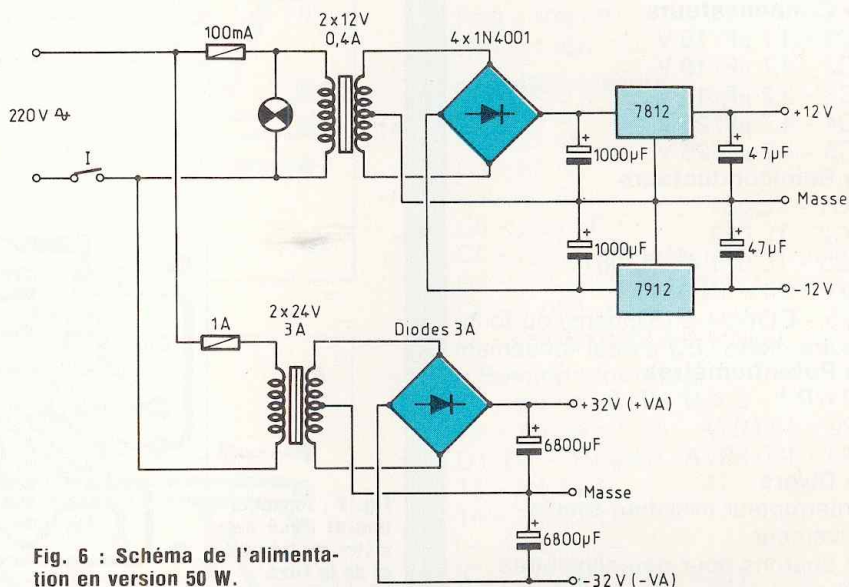 100mA
2x12V
0,4A
4x1N4001
220V
I
7812
+12V
1000µF
+
47µF
+
Masse
1000µF
+
47µF
+
7912
-12V
1A
2x24V
3A
Diodes 3A
+32V (+VA)
+
6800µF
Masse
+
6800µF
-32V (-VA)
Fig. 6 : Schéma de l'alimenta-
tion en version 50 W.